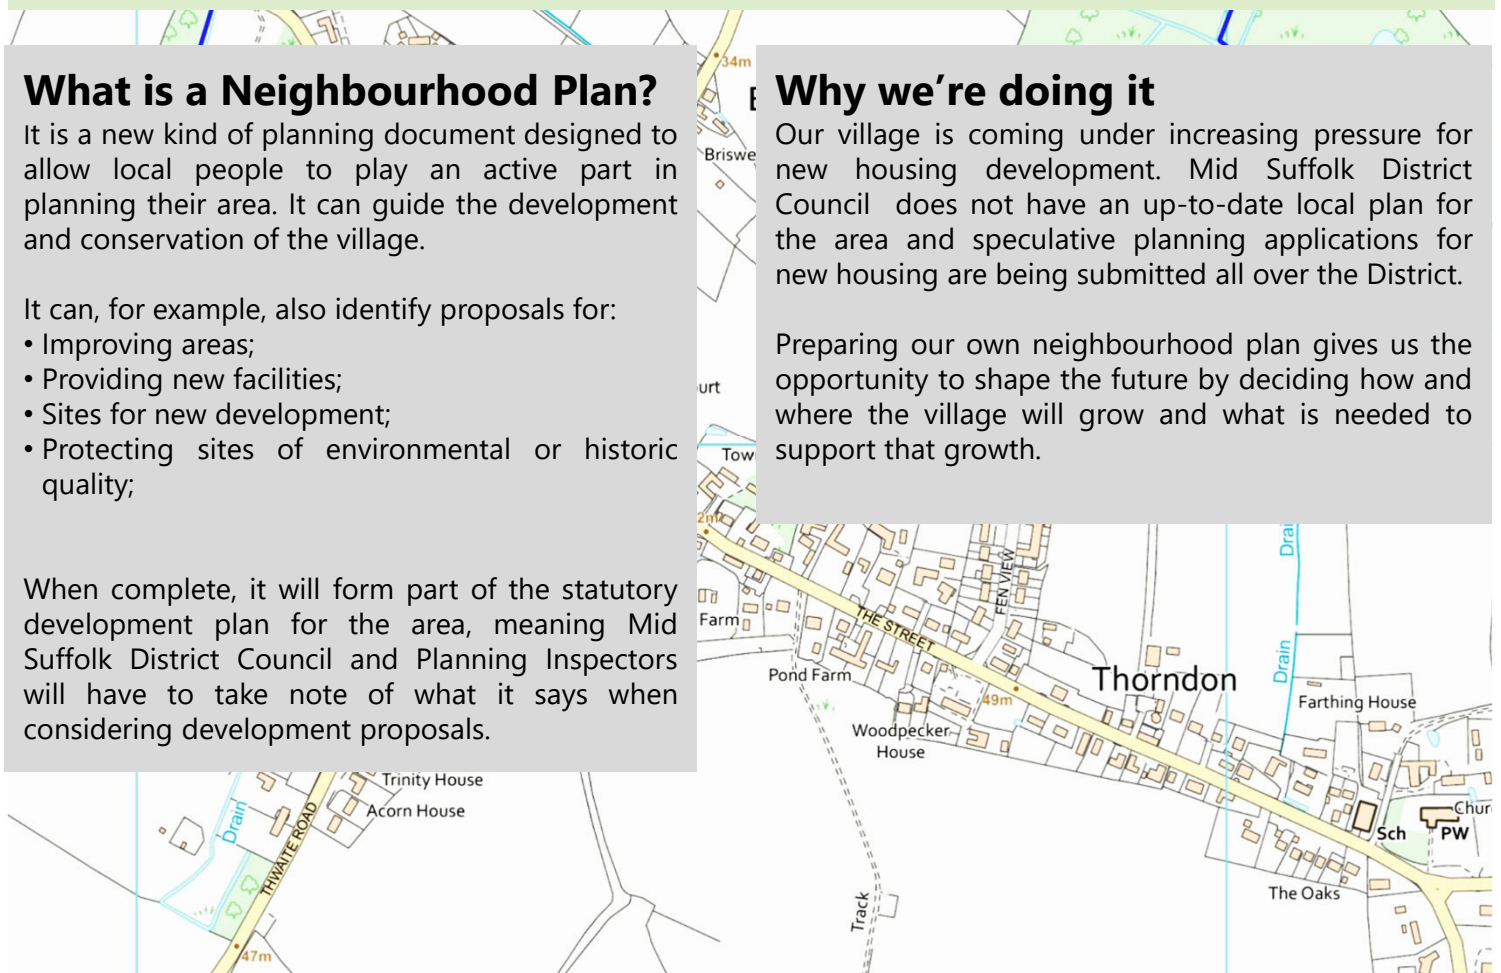 What is a Neighbourhood Plan?
It is a new kind of planning document designed to
allow local people to play an active part in
planning their area. It can guide the development
and conservation of the village.
It can, for example, also identify proposals for:
• Improving areas;
• Providing new facilities;
• Sites for new development;
• Protecting sites of environmental or historic
quality;
When complete, it will form part of the statutory
development plan for the area, meaning Mid
Suffolk District Council and Planning Inspectors
will have to take note of what it says when
considering development proposals.
Why we’re doing it
Our village is coming under increasing pressure for
new housing development. Mid Suffolk District
Council does not have an up-to-date local plan for
the area and speculative planning applications for
new housing are being submitted all over the District.
Preparing our own neighbourhood plan gives us the
opportunity to shape the future by deciding how and
where the village will grow and what is needed to
support that growth.
34m
Briswe
urt
Tow
2m
Farm
THE STREET
FEN VIEW
Drai
Drain
Pond Farm
Thorndon
49m
Farthing House
Woodpecker
House
Trinity House
Acorn House
Drain
THWAITE ROAD
47m
Track
Sch
PW
Chur
The Oaks